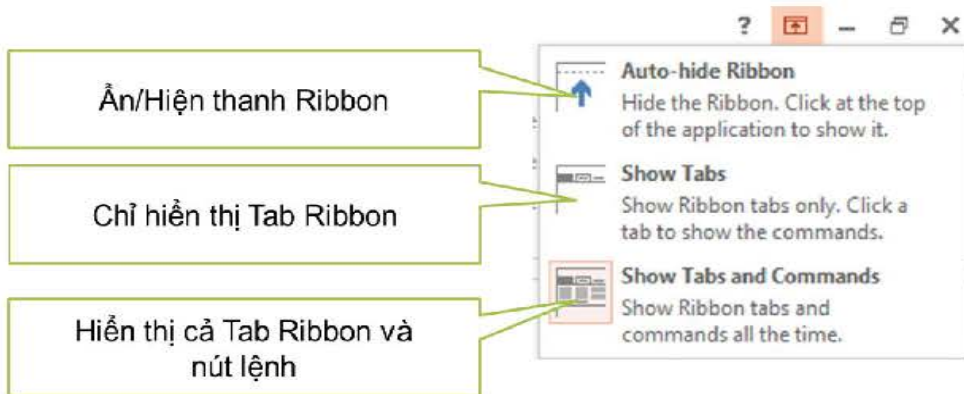 ?
Ẩn/Hiện thanh Ribbon
Auto-hide Ribbon
Hide the Ribbon. Click at the top
of the application to show it.
Chỉ hiển thị Tab Ribbon
Show Tabs
Show Ribbon tabs only. Click a
tab to show the commands.
Hiển thị cả Tab Ribbon và
nút lệnh
Show Tabs and Commands
Show Ribbon tabs and
commands all the time.